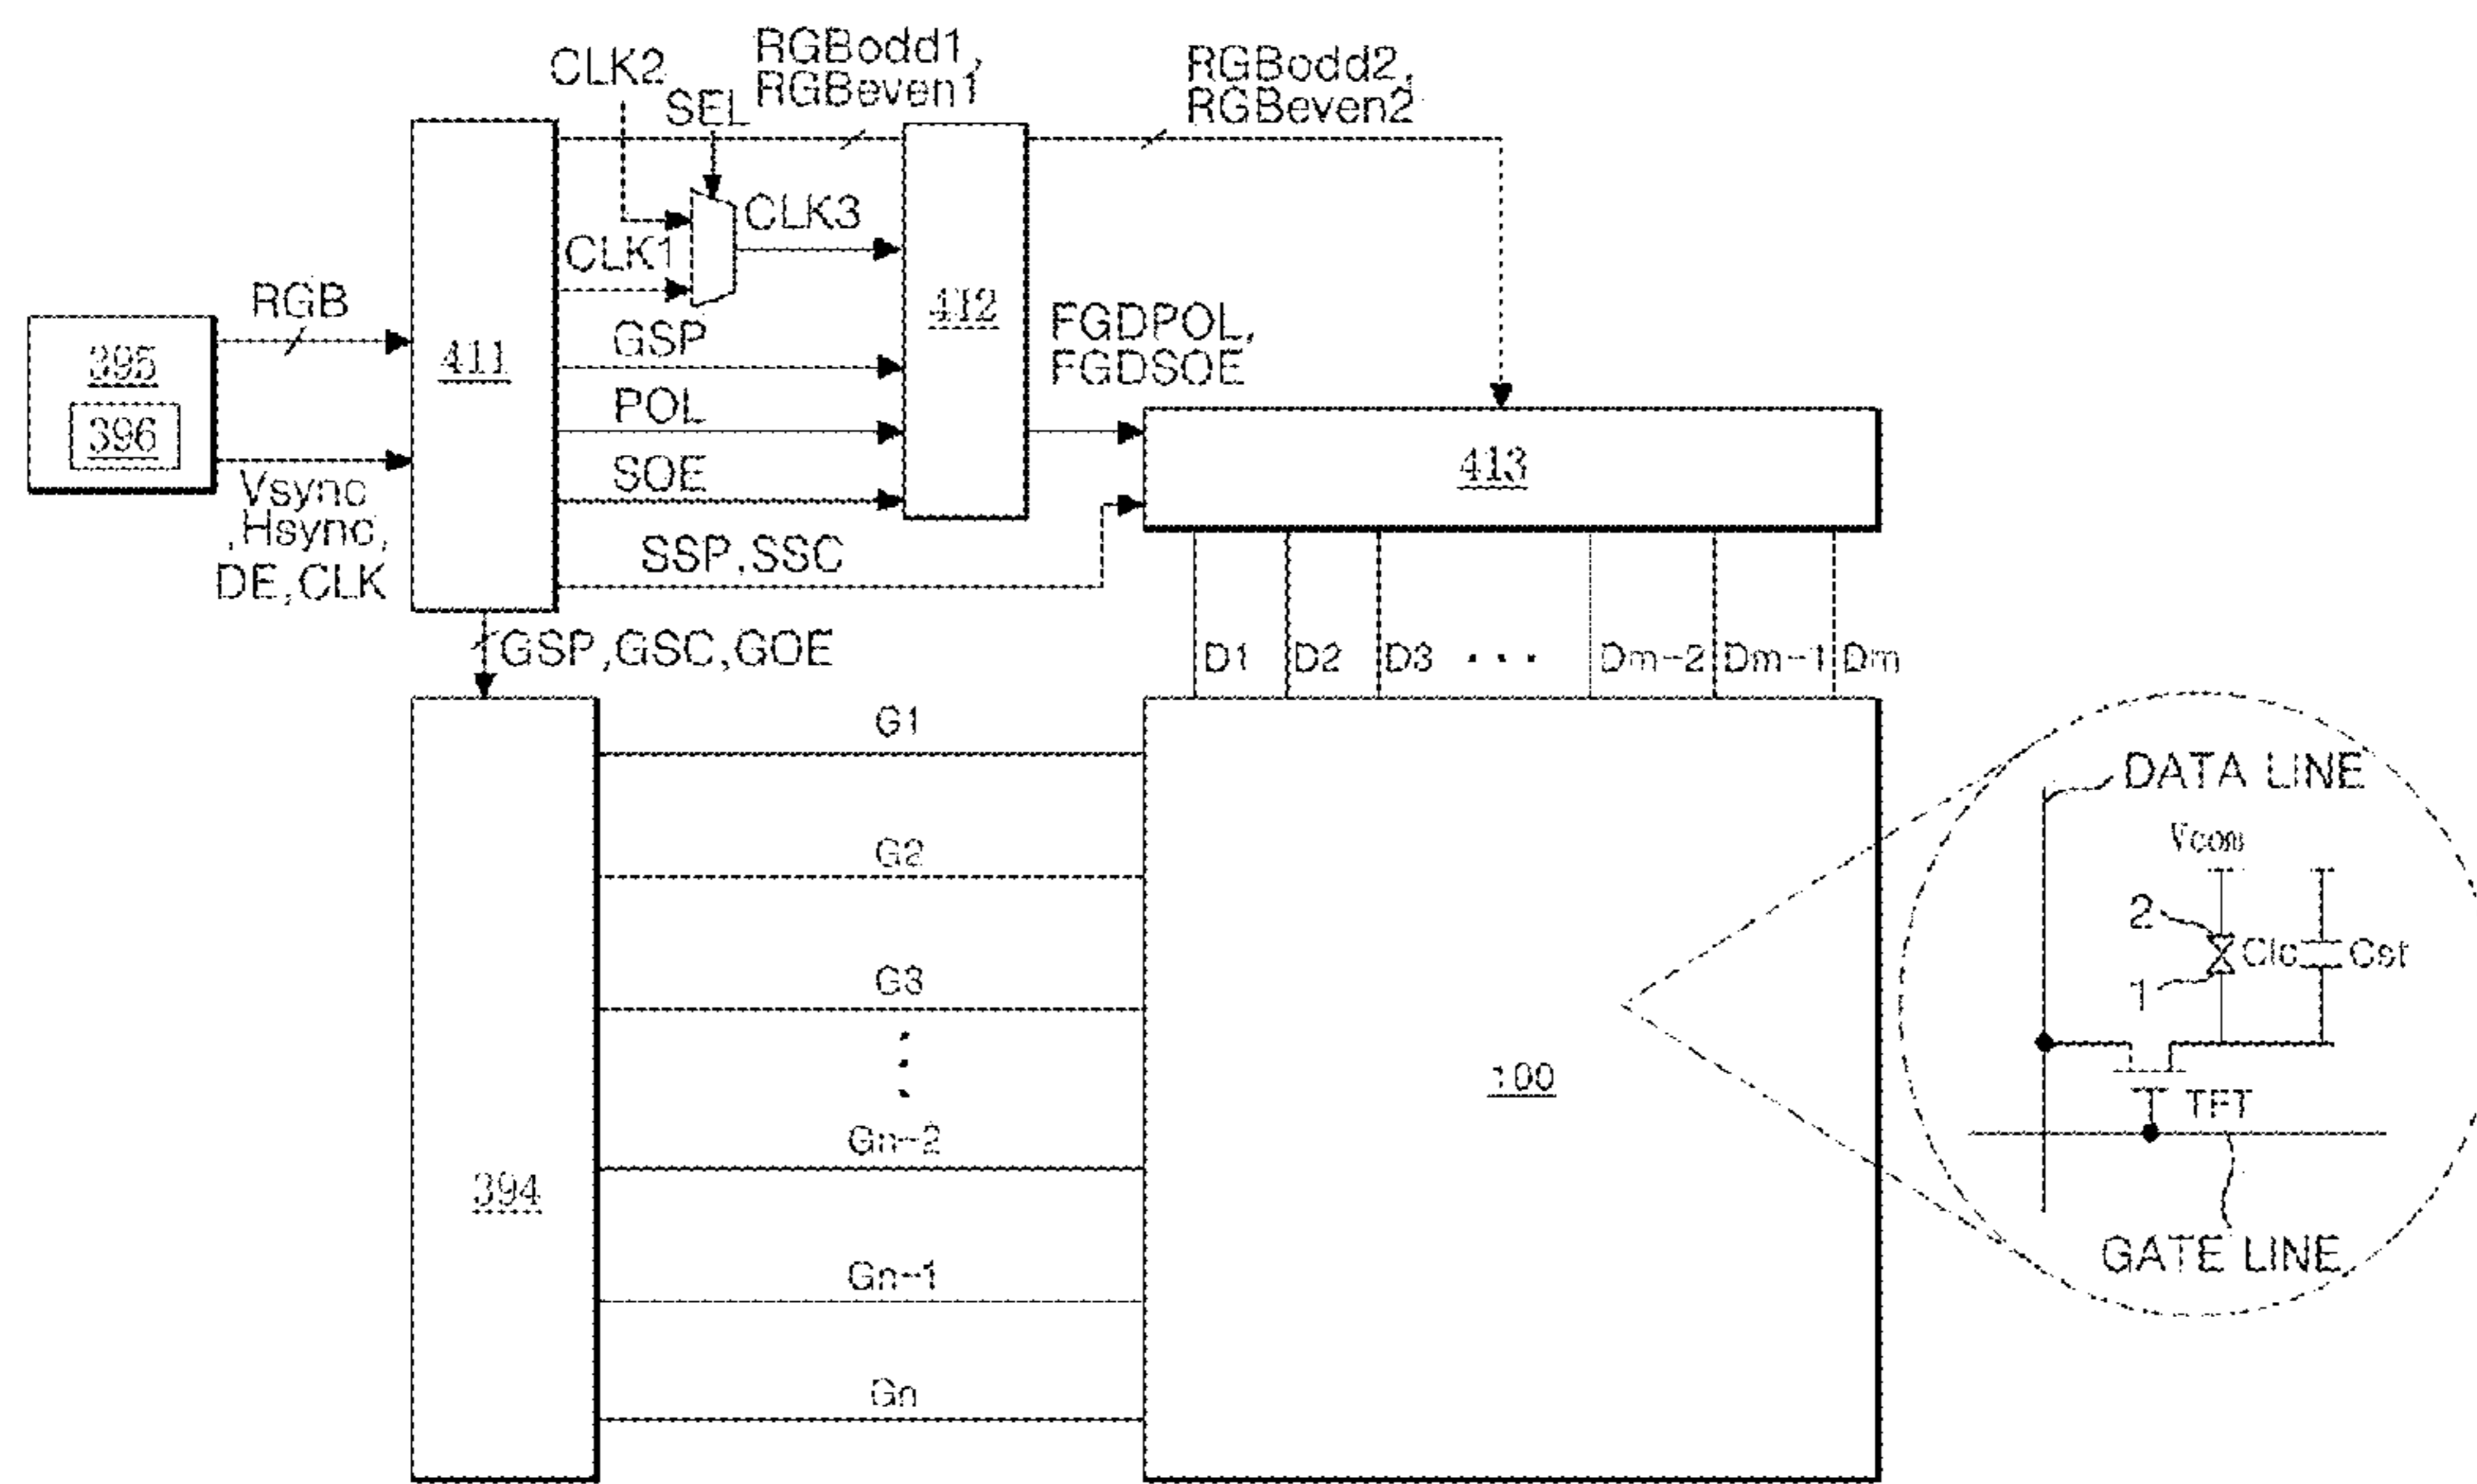 CLK2
SEL
RGBodd1,
RGBeven1
RGBodd2,
RGBeven2
CLK3
CLK1
RGB
395
396
411
412
GSP
POL
SOE
FGDPOL,
FGDSOE
413
Vsync
,Hsync,
DE,CLK
SSP,SSC
GSP,GSC,GOE
D1 D2 D3 ... Dm-2 Dm-1 Dm
G1
G2
G3
Gn-2
Gn-1
Gn
394
100
DATA LINE
Vcom
2
Clc
Cst
1
TFT
GATE LINE